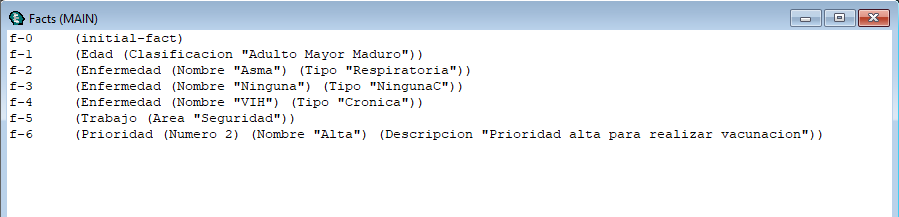 Facts (MAIN)
f-0 (initial-fact)
f-1 (Edad (Clasificacion "Adulto Mayor Maduro"))
f-2 (Enfermedad (Nombre "Asma") (Tipo "Respiratoria"))
f-3 (Enfermedad (Nombre "Ninguna") (Tipo "NingunaC"))
f-4 (Enfermedad (Nombre "VIH") (Tipo "Cronica"))
f-5 (Trabajo (Area "Seguridad"))
f-6 (Prioridad (Numero 2) (Nombre "Alta") (Descripcion "Prioridad alta para realizar vacunacion"))